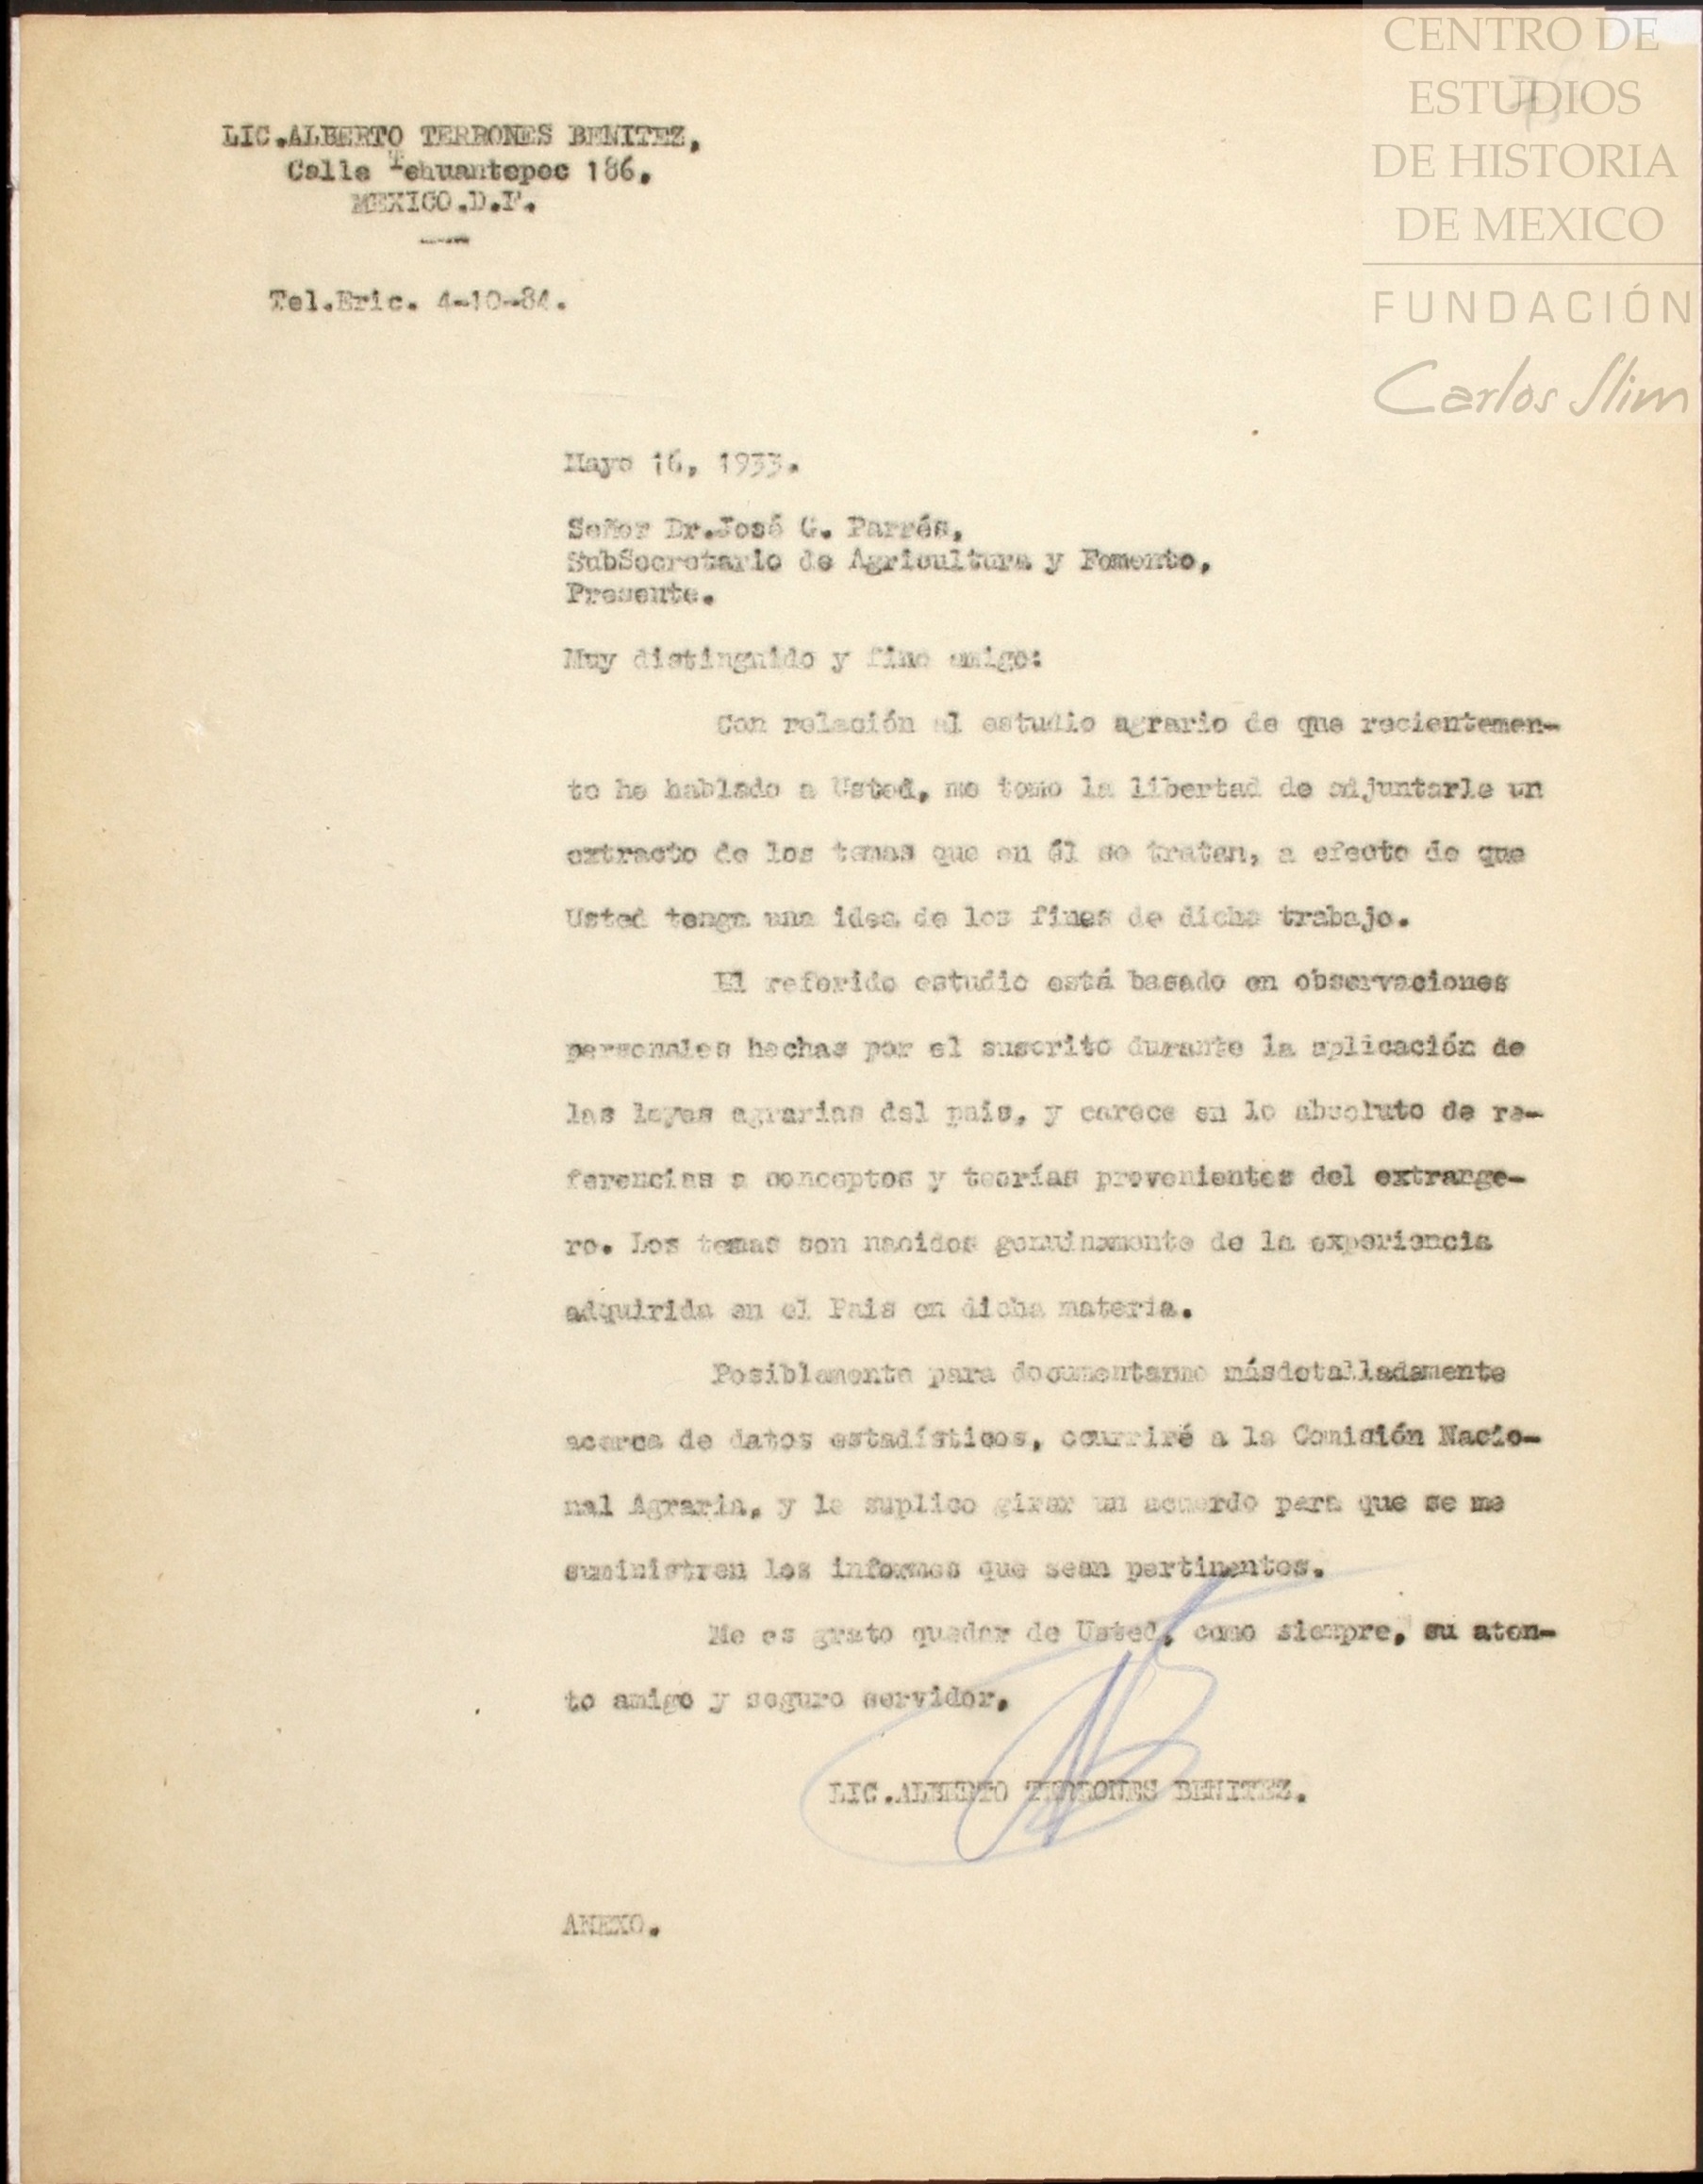 CENTRO DE
ESTUDIOS
DE HISTORIA
DE MEXICO
FUNDACIÓN
Carlos Slim
LIC.ALBERTO TERRONES BENITEZ,
Calle Tehuantepec 186.
MEXICO.D.F.
Tel.Eric. 4-10-84.
Mayo 16, 1933.
Señor Dr.José G. Parrés,
SubSecretario de Agricultura y Fomento,
Presente.
Muy distinguido y fino amigo:
Con relación al estudio agrario de que recientemen-
te he hablado a Usted, me tomo la libertad de adjuntarle un
extracto de los temas que en él se tratan, a efecto de que
Usted tenga una idea de los fines de dicho trabajo.
El referido estudio está basado en observaciones
personales hechas por el suscrito durante la aplicación de
las leyes agrarias del pais, y carece en lo absoluto de re-
ferencias a conceptos y teorías provenientes del extrange-
ro. Los temas son nacidos genuinamente de la experiencia
adquirida en el Pais en dicha materia.
Posiblemente para documentarme másdetalladamente
acerca de datos estadísticos, ocurriré a la Comisión Nacio-
nal Agraria, y le suplico girar un acuerdo para que se me
suministren los informes que sean pertinentes.
Me es grato quedar de Usted, como siempre, su aten-
to amigo y seguro servidor.
LIC.ALBERTO TERRONES BENITEZ.
ANEXO.